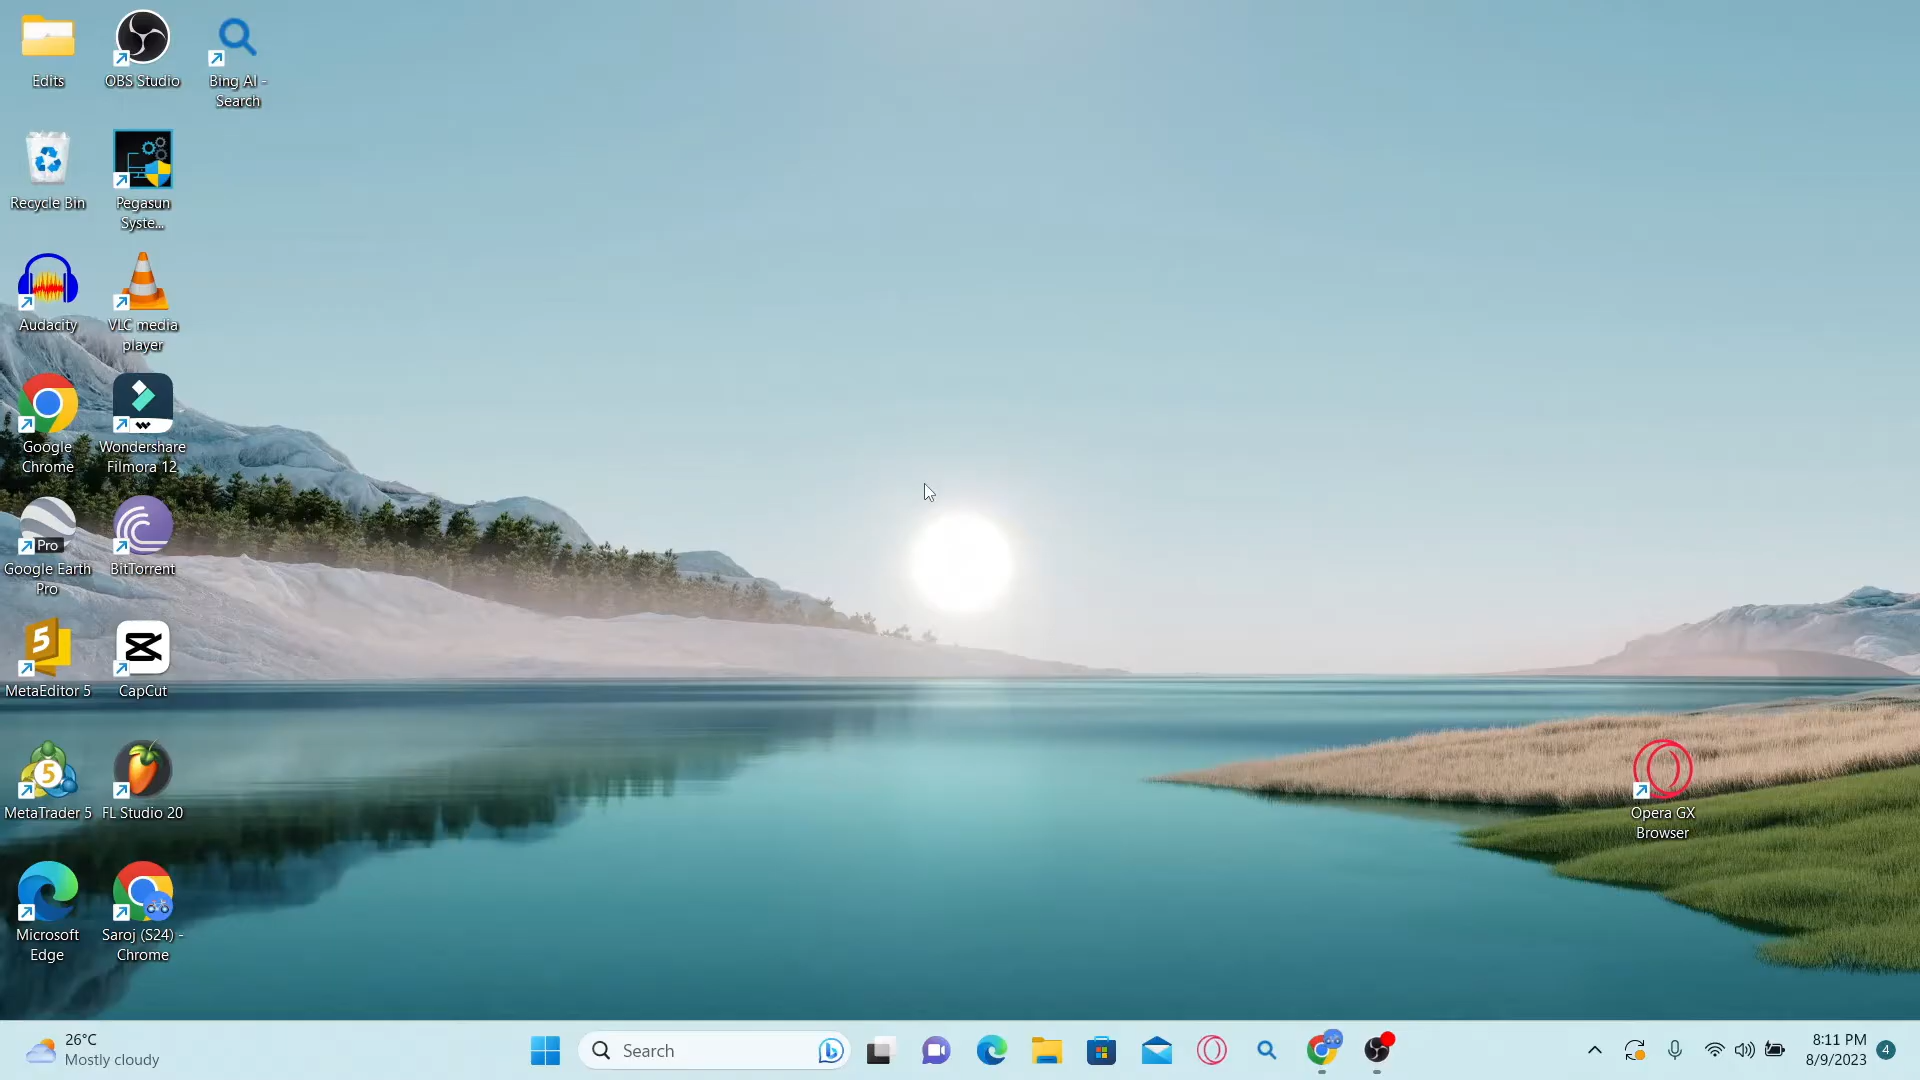 Edits
OBS Studio
Bing AI -
Search
Recycle Bin
Pegasun
Syste...
Audacity
VLC media
player
Google
Chrome
Wondershare
Filmora 12
Pro
Google Earth
Pro
BitTorrent
5
MetaEditor 5
CapCut
5
MetaTrader 5
FL Studio 20
Opera GX
Browser
Microsoft
Edge
Saroj (S24) -
Chrome
26°C
Mostly cloudy
Search
8:11 PM
8/9/2023
4